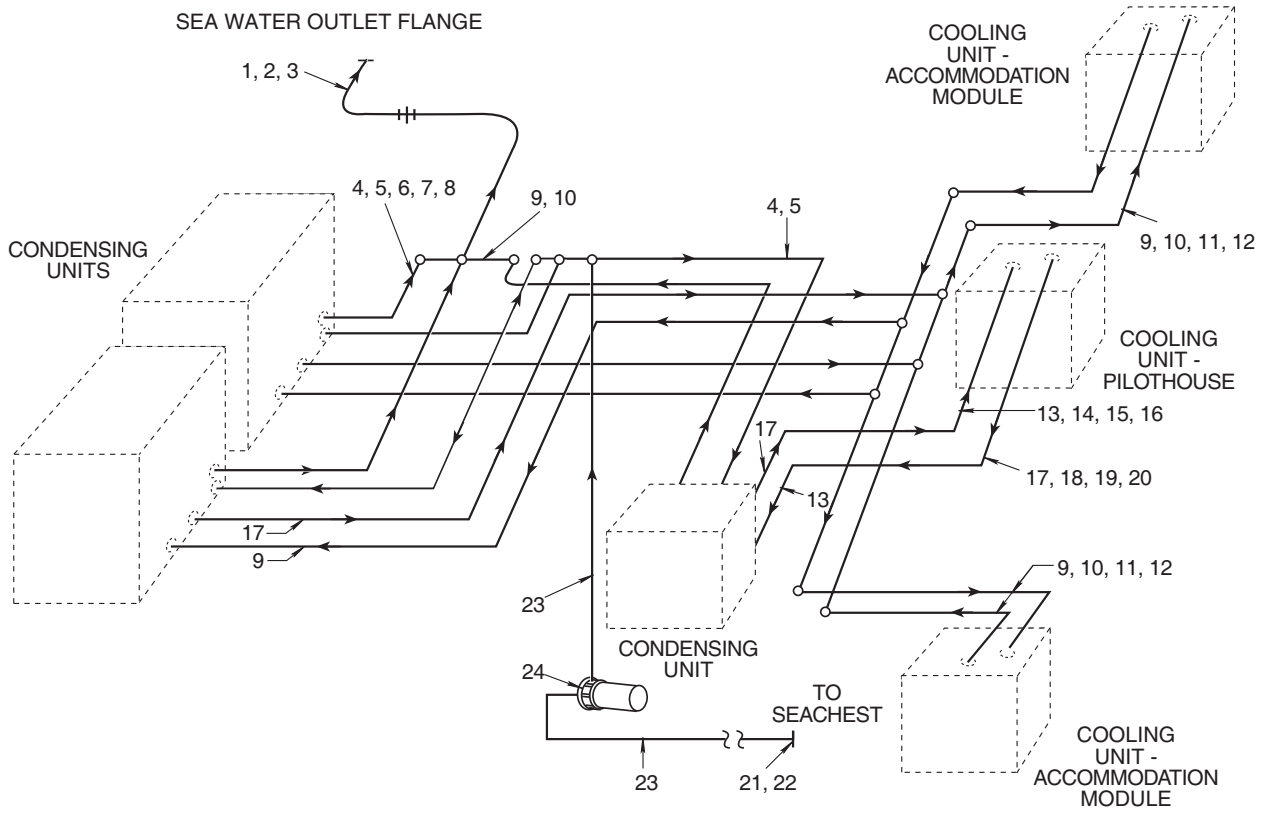 SEA WATER OUTLET FLANGE
1, 2, 3
COOLING
UNIT -
ACCOMMODATION
MODULE
4, 5, 6, 7, 8
9, 10
4, 5
9, 10, 11, 12
CONDENSING
UNITS
COOLING
UNIT -
PILOTHOUSE
13, 14, 15, 16
17
17, 18, 19, 20
13
17
9
9, 10, 11, 12
23
CONDENSING
UNIT
24
TO
SEACHEST
23
21, 22
COOLING
UNIT -
ACCOMMODATION
MODULE